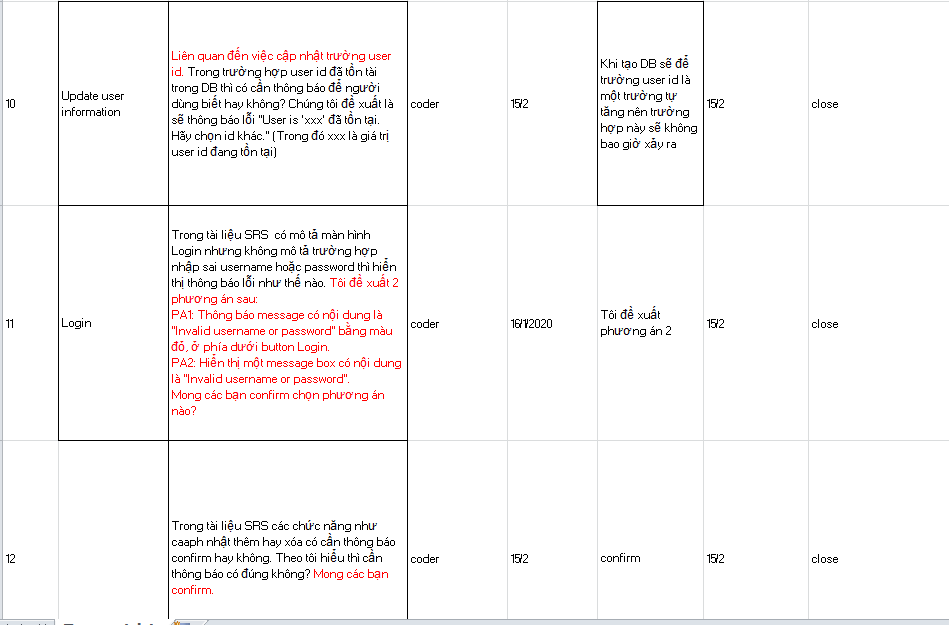 Liên quan đến việc cập nhật trường user
id. Trong trường hợp user id đã tồn tài
trong DB thì có cần thông báo để người
dùng biết hay không? Chúng tôi đề xuất là
sẽ thông báo lỗi "User is 'xxx' đã tồn tại.
Hãy chọn id khác." (Trong đó xxx là giá trị
user id đang tồn tại)
10
Update user
information
coder
15/2
Khi tạo DB sẽ để
trường user id là
một trường tự
tăng nên trường
hợp này sẽ không
bao giờ xảy ra
15/2
close
11
Login
Trong tài liệu SRS có mô tả màn hình
Login nhưng không mô tả trường hợp
nhập sai username hoặc password thì hiển
thị thông báo lỗi như thế nào. Tôi đề xuất 2
phương án sau:
PA1: Thông báo message có nội dung là
"Invalid username or password" bằng màu
đỏ, ở phía dưới button Login.
PA2: Hiển thị một message box có nội dung
là "Invalid username or password".
Mong các bạn confirm chọn phương án
nào?
coder
16/1/2020
Tôi đề xuất
phương án 2
15/2
close
12
Trong tài liệu SRS các chức năng như
caaph nhật thêm hay xóa có cần thông báo
confirm hay không. Theo tôi hiểu thì cần
thông báo có đúng không? Mong các bạn
confirm.
coder
15/2
confirm
15/2
close